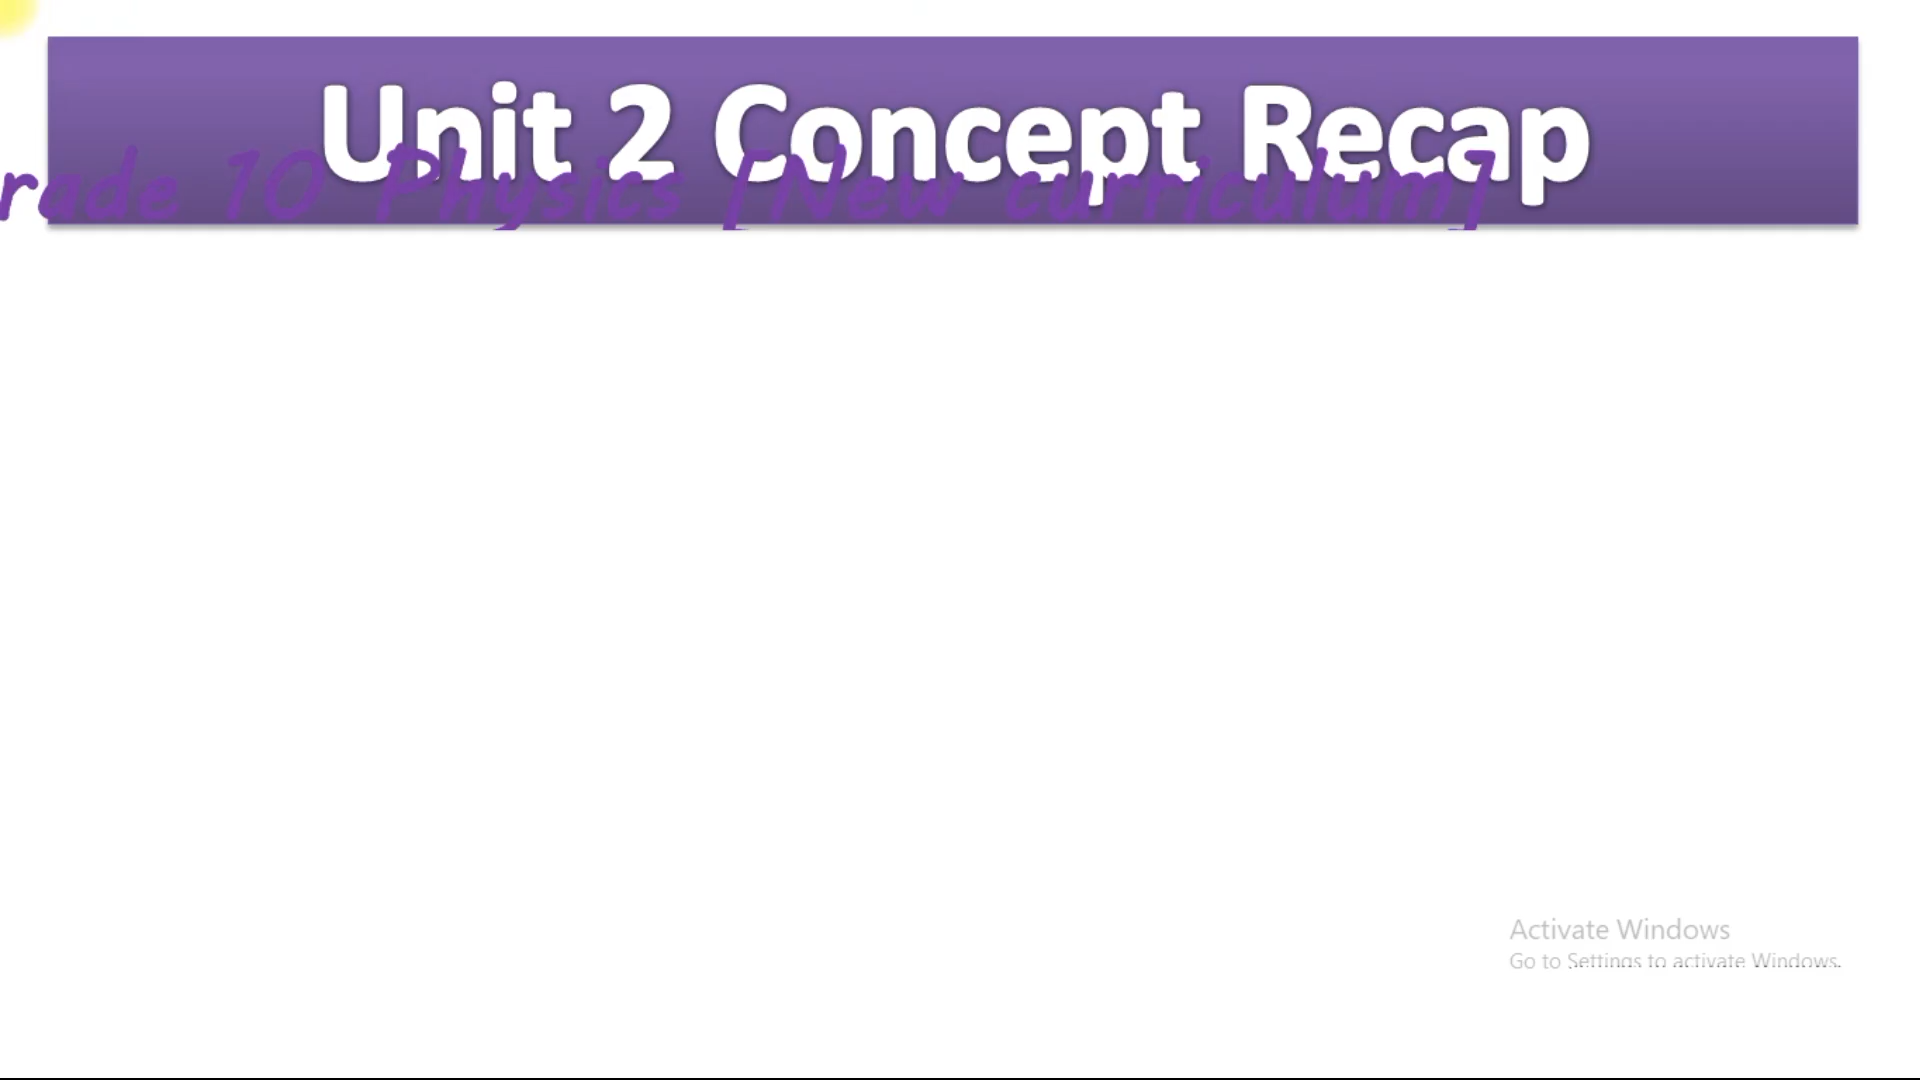 Unit 2 Concept Recap
rade 10 Physics [New curriculum]
Activate Windows
Go to Settings to activate Windows.